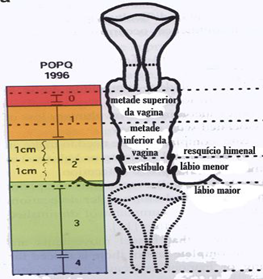 POPQ
1996
0
1
1cm
2
1cm
3
4
metade superior
da vagina
metade
inferior da
vagina
vestíbulo
resquício himenal
lábio menor
lábio maior